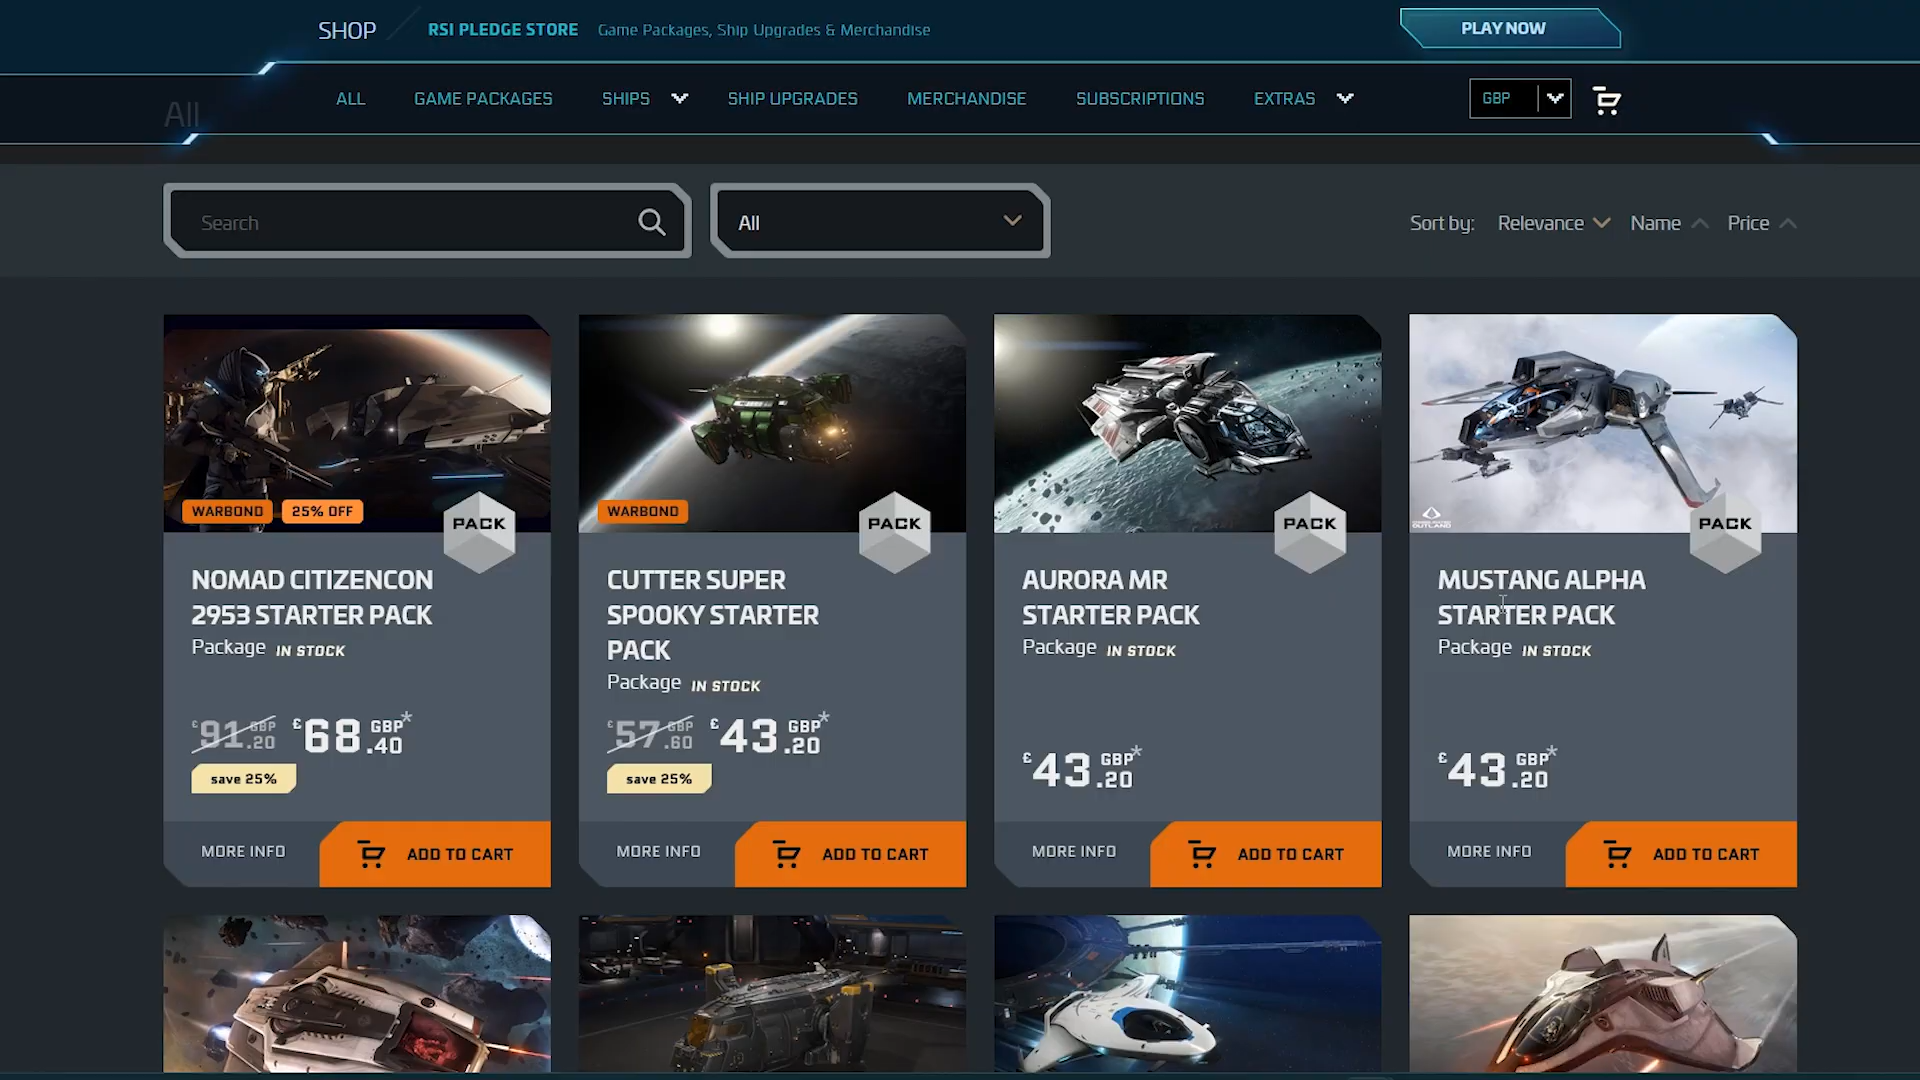 SHOP
RSI PLEDGE STORE
Game Packages, Ship Upgrades & Merchandise
PLAY NOW
All
ALL
GAME PACKAGES
SHIPS
SHIP UPGRADES
MERCHANDISE
SUBSCRIPTIONS
EXTRAS
GBP
Search
All
Sort by:
Relevance
Name
Price
WARBOND
25% OFF
PACK
NOMAD CITIZENCON
2953 STARTER PACK
Package IN STOCK
£91.20 GBP £68.40 GBP*
save 25%
MORE INFO
ADD TO CART
WARBOND
PACK
CUTTER SUPER
SPOOKY STARTER
PACK
Package IN STOCK
£57.60 GBP £43.20 GBP*
save 25%
MORE INFO
ADD TO CART
PACK
AURORA MR
STARTER PACK
Package IN STOCK
£43.20 GBP*
MORE INFO
ADD TO CART
OUTLAND
PACK
MUSTANG ALPHA
STARTER PACK
Package IN STOCK
£43.20 GBP*
MORE INFO
ADD TO CART